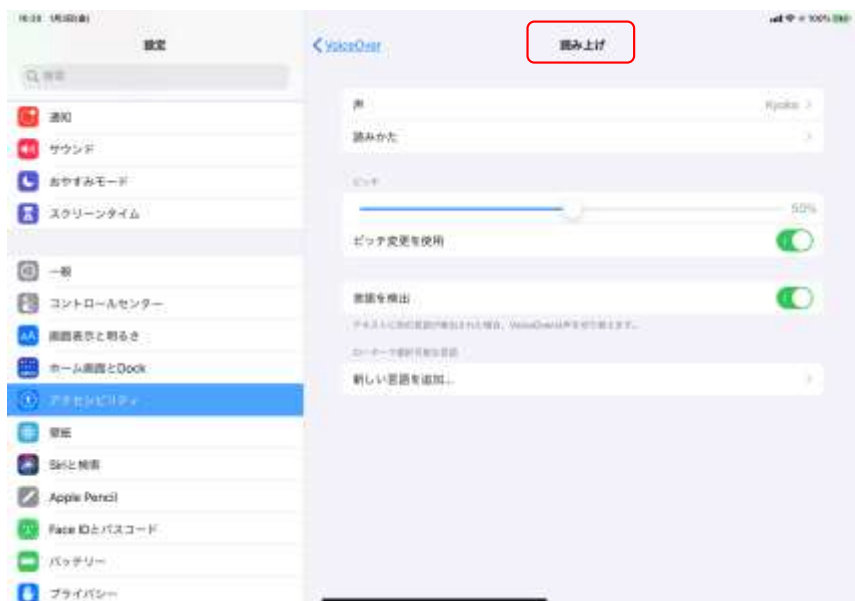 設定
検索
通知
サウンド
おやすみモード
スクリーンタイム
一般
コントロールセンター
画面表示と明るさ
ホーム画面とDock
アクセシビリティ
壁紙
Siriと検索
Apple Pencil
Face IDとパスコード
バッテリー
プライバシー
VoiceOver
読み上げ
声
Kyoko
読みかた
ピッチ
50%
ピッチ変更を使用
言語を検出
新しい言語を追加...
100%